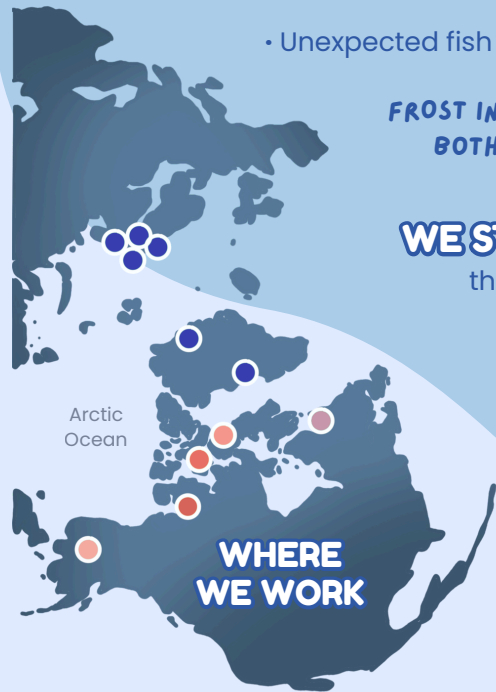 • Unexpected fish
FROST IN
BOTH
WE ST
th
Arctic
Ocean
WHERE
WE WORK